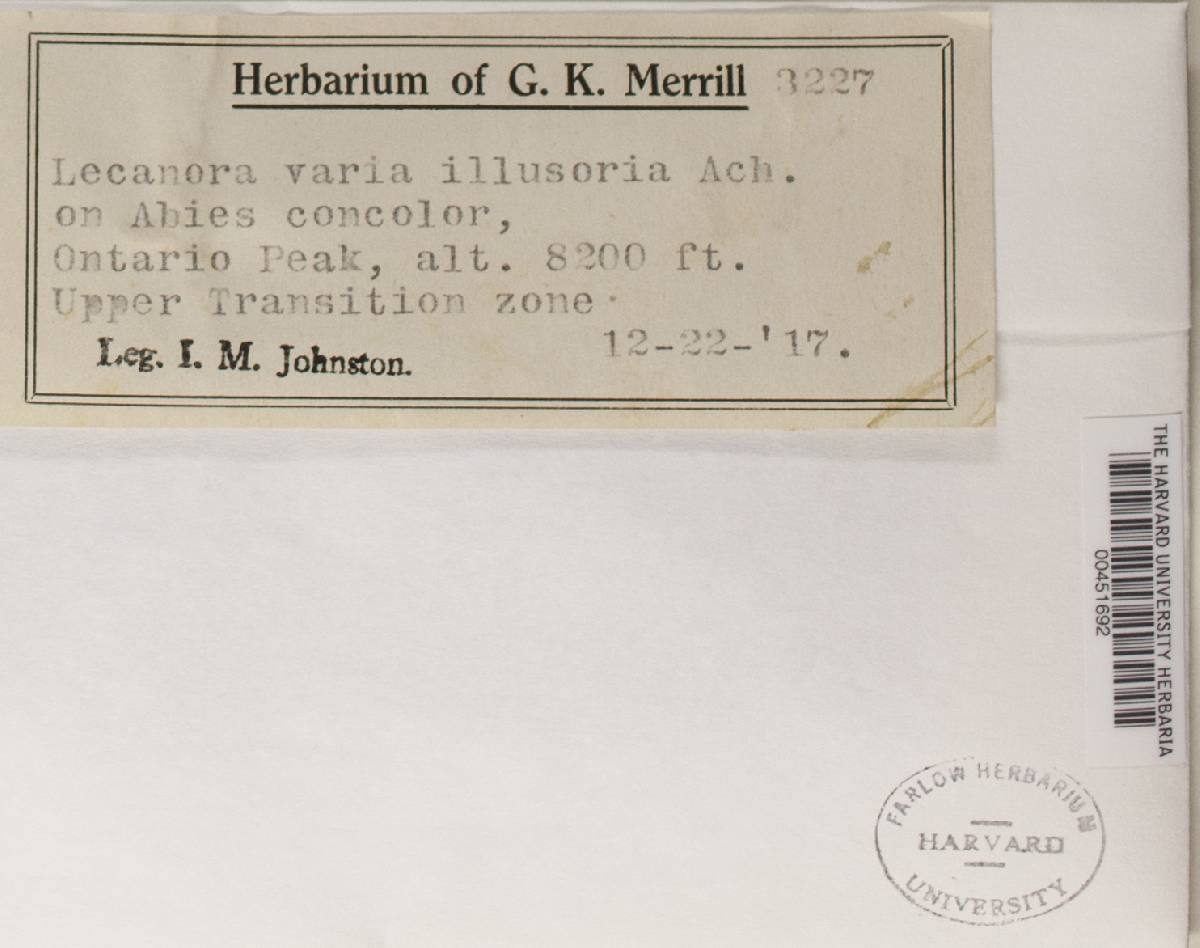 Herbarium of G. K. Merrill 3227
Lecanora varia illusoria Ach.
on Abies concolor,
Ontario Peak, alt. 8200 ft.
Upper Transition zone.
12-22-'17.
Leg. I. M. Johnston.
THE HARVARD UNIVERSITY HERBARIA
00451692
FARLOW HERBARIUM
HARVARD
UNIVERSITY